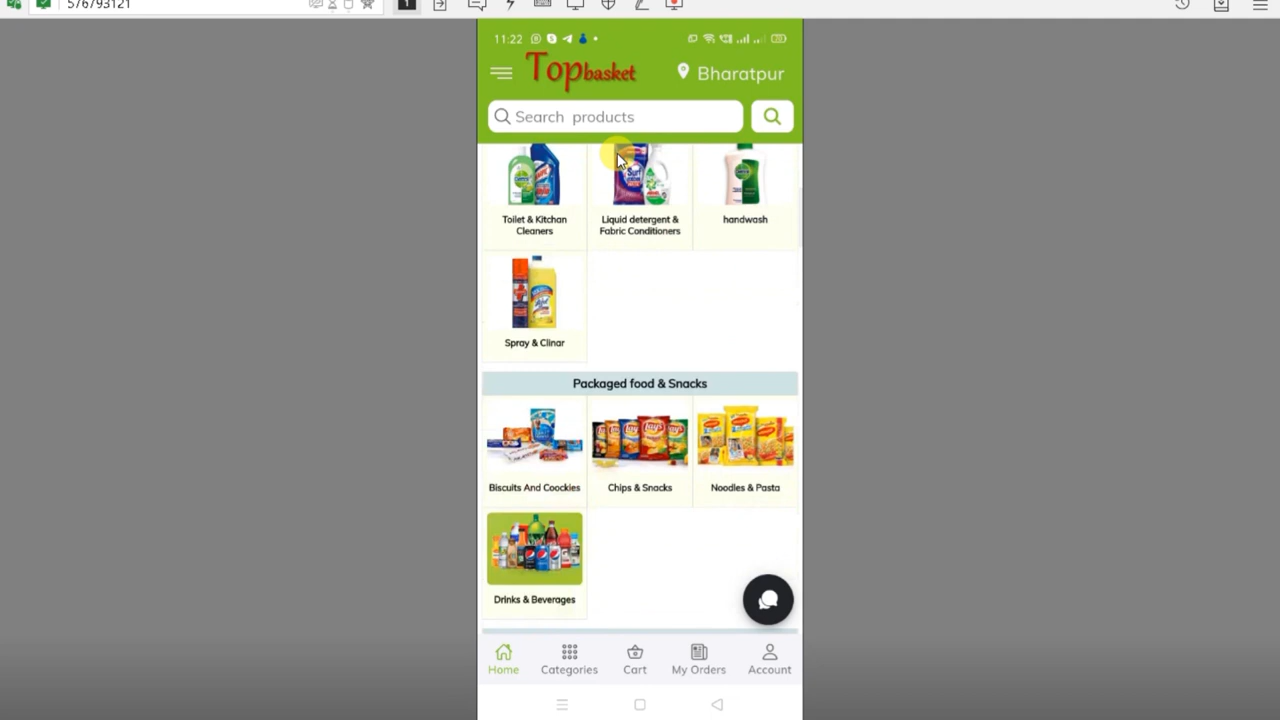 576793121
1
11:22
Topbasket
Bharatpur
Search products
Toilet & Kitchan
Cleaners
Liquid detergent &
Fabric Conditioners
handwash
Spray & Clinar
Packaged food & Snacks
Biscuits And Coockies
Chips & Snacks
Noodles & Pasta
Drinks & Beverages
Home
Categories
Cart
My Orders
Account